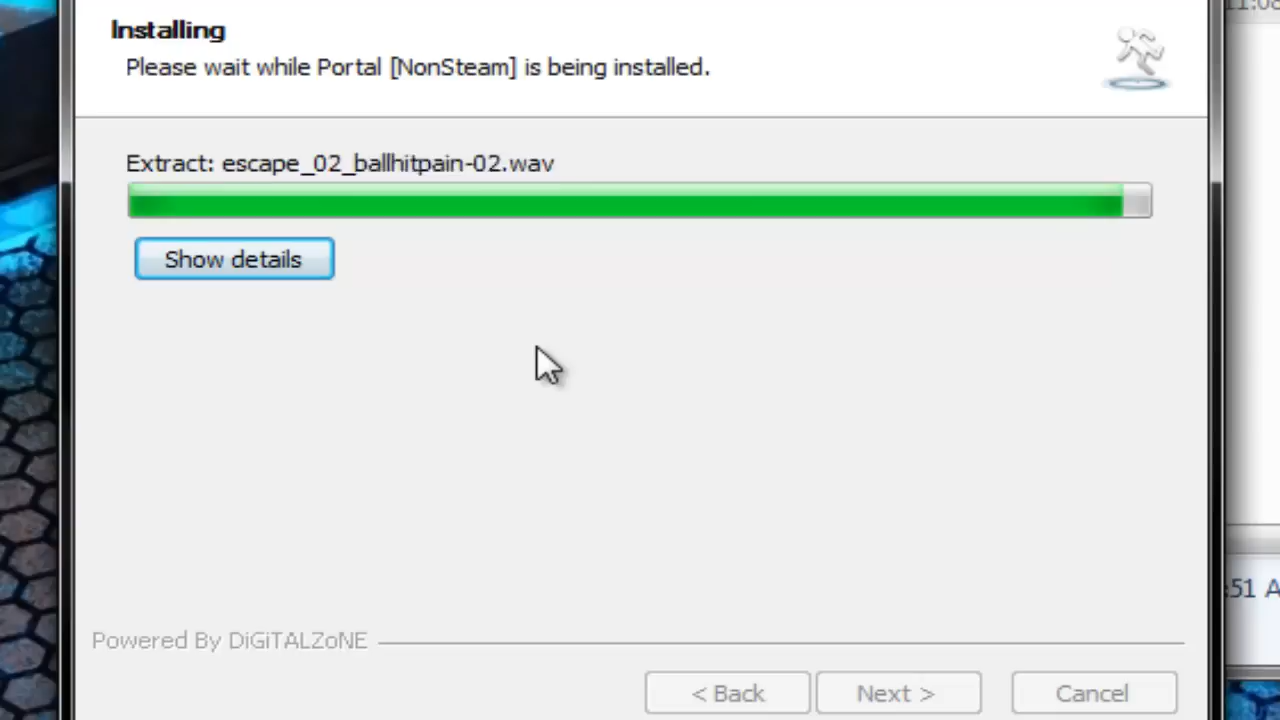 Installing
Please wait while Portal [NonSteam] is being installed.
Extract: escape_02_ballhitpain-02.wav
Show details
:51 A
Powered By DiGiTALZoNE
< Back
Next >
Cancel